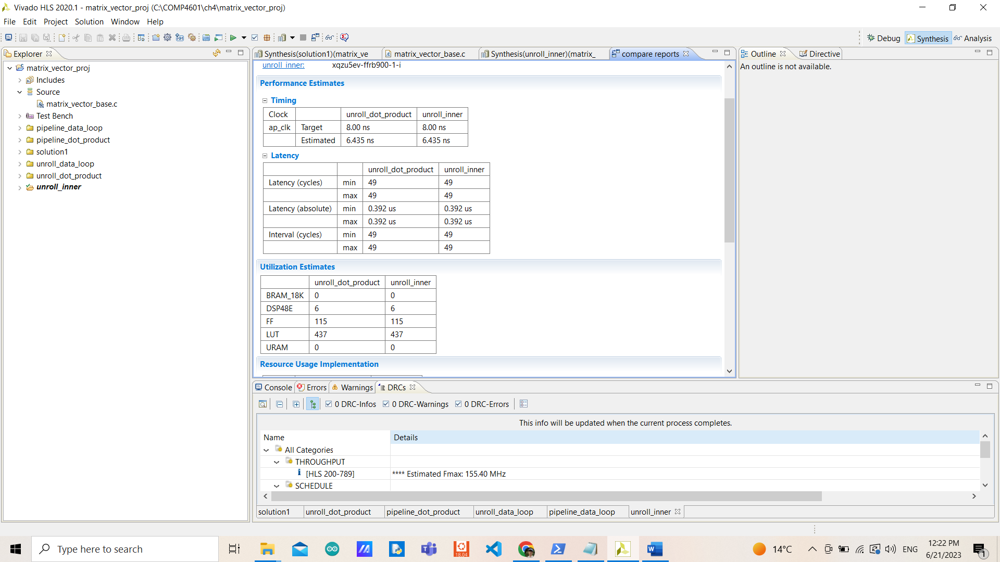 Vivado HLS 2020.1 - matrix_vector_proj (C:\COMP4601\ch4\matrix_vector_proj)
File Edit Project Solution Window Help
Debug Synthesis Analysis
Explorer
matrix_vector_proj
Includes
Source
matrix_vector_base.c
Test Bench
pipeline_data_loop
pipeline_dot_product
solution1
unroll_data_loop
unroll_dot_product
unroll_inner
Synthesis(solution1)(matrix_ve matrix_vector_base.c Synthesis(unroll_inner)(matrix_ compare reports
unroll_inner: xqzu5ev-ffrb900-1-i
Performance Estimates
Timing
Clock unroll_dot_product unroll_inner
ap_clk Target 8.00 ns 8.00 ns
Estimated 6.435 ns 6.435 ns
Latency
unroll_dot_product unroll_inner
Latency (cycles) min 49 49
max 49 49
Latency (absolute) min 0.392 us 0.392 us
max 0.392 us 0.392 us
Interval (cycles) min 49 49
max 49 49
Utilization Estimates
unroll_dot_product unroll_inner
BRAM_18K 0 0
DSP48E 6 6
FF 115 115
LUT 437 437
URAM 0 0
Resource Usage Implementation
Outline Directive
An outline is not available.
Console Errors Warnings DRCs
0 DRC-Infos 0 DRC-Warnings 0 DRC-Errors
This info will be updated when the current process completes.
Name Details
All Categories
THROUGHPUT
[HLS 200-789] **** Estimated Fmax: 155.40 MHz
SCHEDULE
solution1 unroll_dot_product pipeline_dot_product unroll_data_loop pipeline_data_loop unroll_inner
Type here to search
18.04
14°C
ENG
12:22 PM
6/21/2023
1